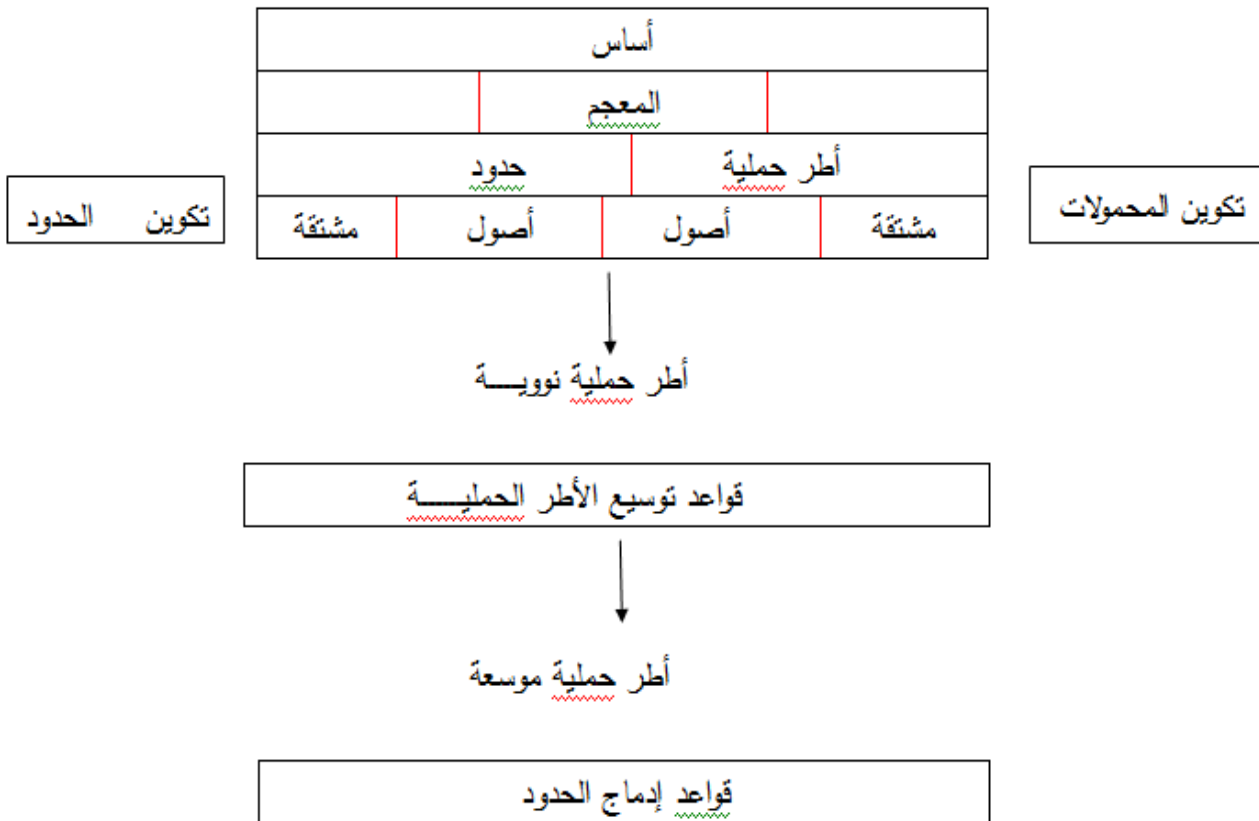 أساس
المعجم
أطر حملية حدود
تكوين المحمولات
مشتقة أصول أصول مشتقة
تكوين الحدود
أطر حملية نوويـــة
قواعد توسيع الأطر الحمليـــــة
أطر حملية موسعة
قواعد إدماج الحدود